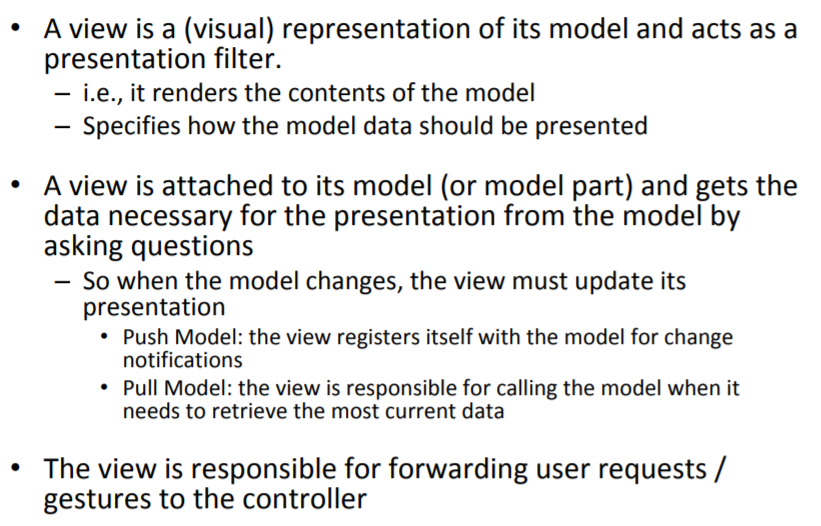 • A view is a (visual) representation of its model and acts as a
presentation filter.
– i.e., it renders the contents of the model
– Specifies how the model data should be presented
• A view is attached to its model (or model part) and gets the
data necessary for the presentation from the model by
asking questions
– So when the model changes, the view must update its
presentation
• Push Model: the view registers itself with the model for change
notifications
• Pull Model: the view is responsible for calling the model when it
needs to retrieve the most current data
• The view is responsible for forwarding user requests /
gestures to the controller